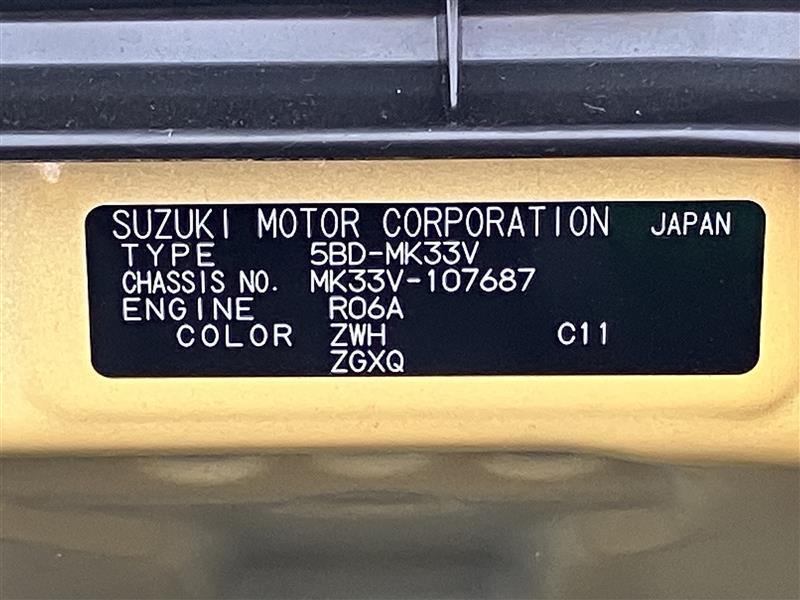 SUZUKI MOTOR CORPORATION JAPAN
TYPE 5BD-MK33V
CHASSIS NO. MK33V-107687
ENGINE R06A
COLOR ZWH C11
ZGXQ